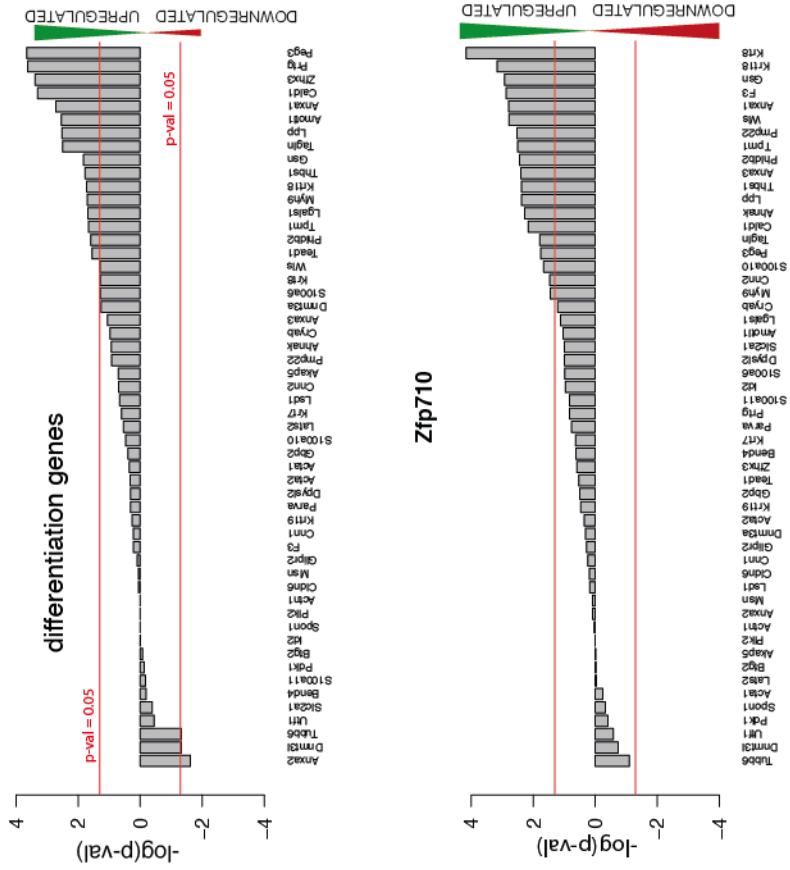 UPREGULATED
DOWNREGULATED
Peg3
Prtg
Zfhx3
Cald1
Anxa1
Amotl1
Lpp
Tagln
Gsn
Thbs1
Krt18
Myh9
Lgals1
Tpm1
Phldb2
Tead1
Wls
Krt8
S100a6
Dnmt3a
Anxa3
Cryab
Ahnak
Pmp22
Akap5
Cnn2
Lsd1
Krt7
Lats2
S100a10
Gbp2
Acta1
Acta2
Dpysl2
Parva
Krt19
Cnn1
F3
Glipr2
Msn
Cldn6
Actn1
Plk2
Spon1
Id2
Btg2
Pdk1
S100a11
Bend4
Slc2a1
Utf1
Tubb6
Dnmt3l
Anxa2
p-val = 0.05
p-val = 0.05
differentiation genes
4
2
0
-2
-4
-log(p-val)
Zfp710
UPREGULATED
DOWNREGULATED
Krt8
Krt18
Gsn
F3
Anxa1
Wls
Pmp22
Tpm1
Phldb2
Anxa3
Thbs1
Lpp
Ahnak
Cald1
Tagln
Peg3
S100a10
Cnn2
Myh9
Cryab
Lgals1
Amotl1
Slc2a1
Dpysl2
S100a6
Id2
S100a11
Prtg
Parva
Krt7
Bend4
Zfhx3
Tead1
Gbp2
Krt19
Acta2
Dnmt3a
Glipr2
Cnn1
Cldn6
Lsd1
Msn
Anxa2
Actn1
Plk2
Akap5
Btg2
Lats2
Acta1
Spon1
Pdk1
Utf1
Dnmt3l
Tubb6
4
2
0
-2
-4
-log(p-val)